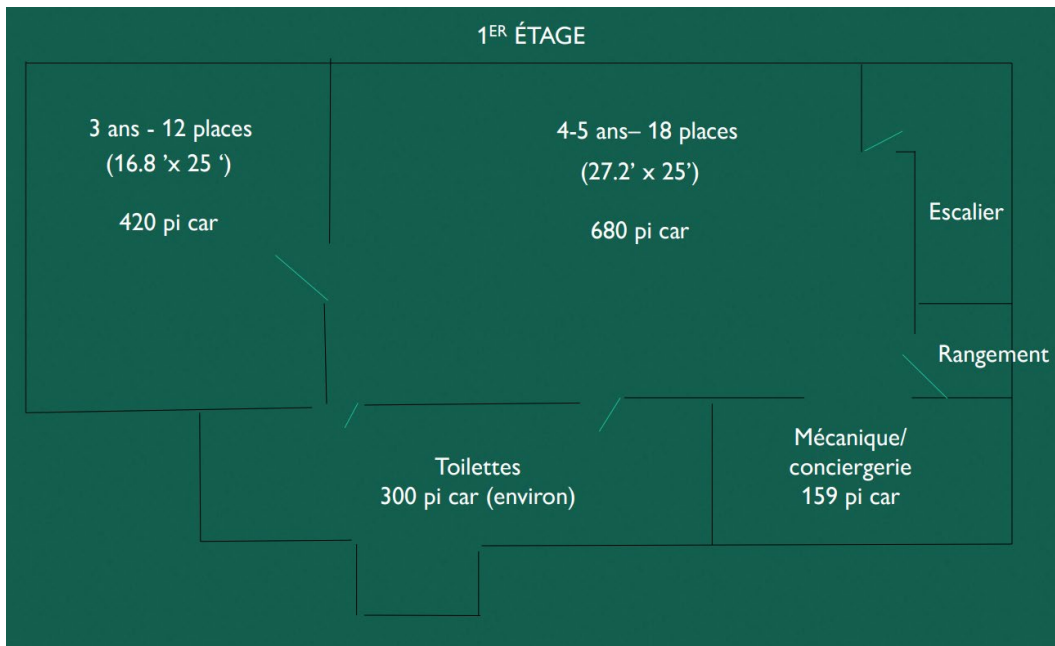 1ER ÉTAGE
3 ans - 12 places
(16.8 'x 25 ‘)
420 pi car
4-5 ans– 18 places
(27.2’ x 25’)
680 pi car
Escalier
Rangement
Toilettes
300 pi car (environ)
Mécanique/
conciergerie
159 pi car